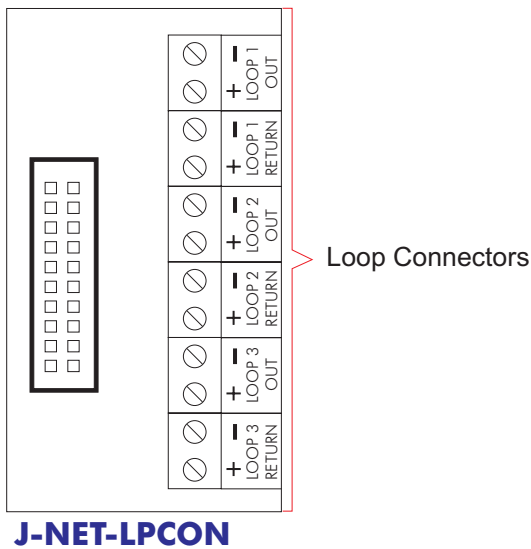 − LOOP 1
+ OUT
− LOOP 1
+ RETURN
− LOOP 2
+ OUT
− LOOP 2
+ RETURN
− LOOP 3
+ OUT
− LOOP 3
+ RETURN
Loop Connectors
J-NET-LPCON